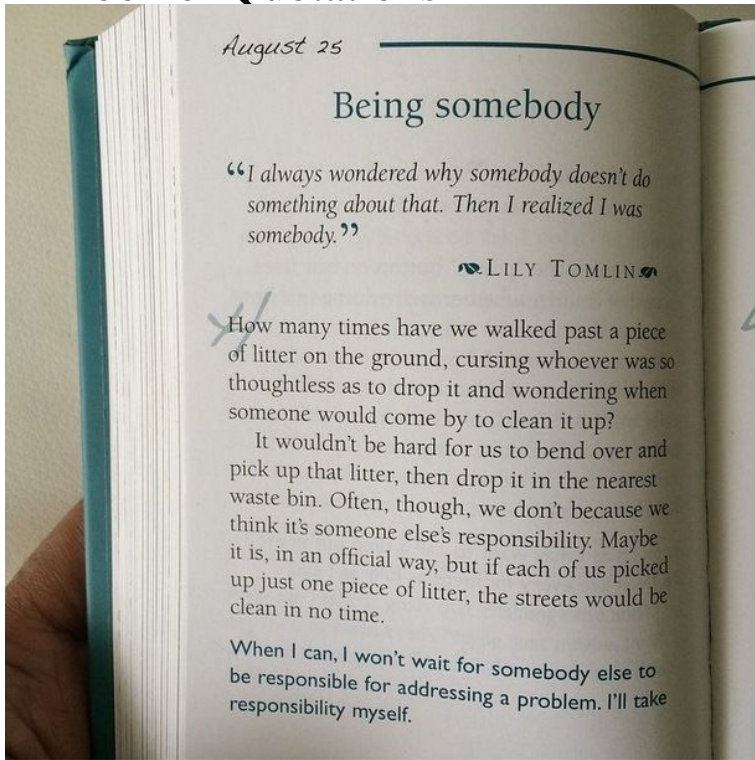 August 25
Being somebody
“I always wondered why somebody doesn't do
something about that. Then I realized I was
somebody.”
LILY TOMLIN
How many times have we walked past a piece
of litter on the ground, cursing whoever was so
thoughtless as to drop it and wondering when
someone would come by to clean it up?
It wouldn't be hard for us to bend over and
pick up that litter, then drop it in the nearest
waste bin. Often, though, we don't because we
think it's someone else's responsibility. Maybe
it is, in an official way, but if each of us picked
up just one piece of litter, the streets would be
clean in no time.
When I can, I won't wait for somebody else to
be responsible for addressing a problem. I'll take
responsibility myself.